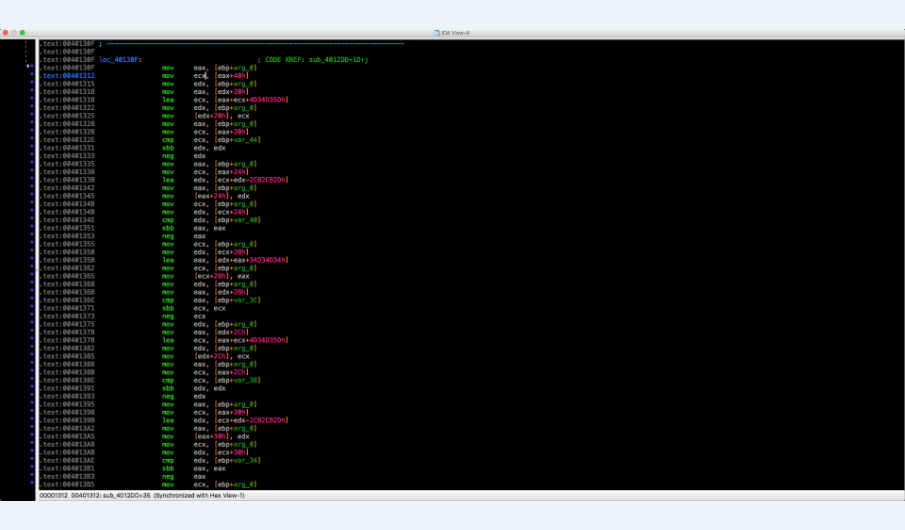 IDA View-A
.text:0040130F ; ---------------------------------------------------------------------------
.text:0040130F
.text:0040130F loc_40130F: ; CODE XREF: sub_4012DD+1D↑j
.text:0040130F mov eax, [ebp+arg_0]
.text:00401312 mov ecx, [eax+40h]
.text:00401315 mov edx, [ebp+arg_0]
.text:00401318 mov eax, [edx+20h]
.text:0040131B lea ecx, [eax+ecx+4D34D35Dh]
.text:00401322 mov edx, [ebp+arg_0]
.text:00401325 mov [edx+20h], ecx
.text:00401328 mov eax, [ebp+arg_0]
.text:0040132B mov ecx, [eax+20h]
.text:0040132E cmp ecx, [ebp+var_44]
.text:00401331 sbb edx, edx
.text:00401333 neg edx
.text:00401335 mov eax, [ebp+arg_0]
.text:00401338 mov ecx, [eax+24h]
.text:0040133B lea edx, [ecx+edx-2CB2CB2Dh]
.text:00401342 mov eax, [ebp+arg_0]
.text:00401345 mov [eax+24h], edx
.text:00401348 mov ecx, [ebp+arg_0]
.text:0040134B mov edx, [ecx+24h]
.text:0040134E cmp edx, [ebp+var_40]
.text:00401351 sbb eax, eax
.text:00401353 neg eax
.text:00401355 mov ecx, [ebp+arg_0]
.text:00401358 mov edx, [ecx+28h]
.text:0040135B lea eax, [edx+eax+34D34D34h]
.text:00401362 mov ecx, [ebp+arg_0]
.text:00401365 mov [ecx+28h], eax
.text:00401368 mov edx, [ebp+arg_0]
.text:0040136B mov eax, [edx+28h]
.text:0040136E cmp eax, [ebp+var_3C]
.text:00401371 sbb ecx, ecx
.text:00401373 neg ecx
.text:00401375 mov edx, [ebp+arg_0]
.text:00401378 mov eax, [edx+2Ch]
.text:0040137B lea ecx, [eax+ecx+4D34D35Dh]
.text:00401382 mov edx, [ebp+arg_0]
.text:00401385 mov [edx+2Ch], ecx
.text:00401388 mov eax, [ebp+arg_0]
.text:0040138B mov ecx, [eax+2Ch]
.text:0040138E cmp ecx, [ebp+var_38]
.text:00401391 sbb edx, edx
.text:00401393 neg edx
.text:00401395 mov eax, [ebp+arg_0]
.text:00401398 mov ecx, [eax+30h]
.text:0040139B lea edx, [ecx+edx-2CB2CB2Dh]
.text:004013A2 mov eax, [ebp+arg_0]
.text:004013A5 mov [eax+30h], edx
.text:004013A8 mov ecx, [ebp+arg_0]
.text:004013AB mov edx, [ecx+30h]
.text:004013AE cmp edx, [ebp+var_34]
.text:004013B1 sbb eax, eax
.text:004013B3 neg eax
.text:004013B5 mov ecx, [ebp+arg_0]
00001312 00401312: sub_4012DD+35 (Synchronized with Hex View-1)